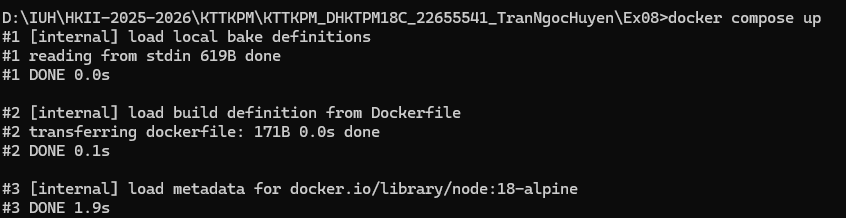 D:\IUH\HKII-2025-2026\KTTKPM\KTTKPM_DHKTPM18C_22655541_TranNgocHuyen\Ex08>docker compose up
#1 [internal] load local bake definitions
#1 reading from stdin 619B done
#1 DONE 0.0s
#2 [internal] load build definition from Dockerfile
#2 transferring dockerfile: 171B 0.0s done
#2 DONE 0.1s
#3 [internal] load metadata for docker.io/library/node:18-alpine
#3 DONE 1.9s